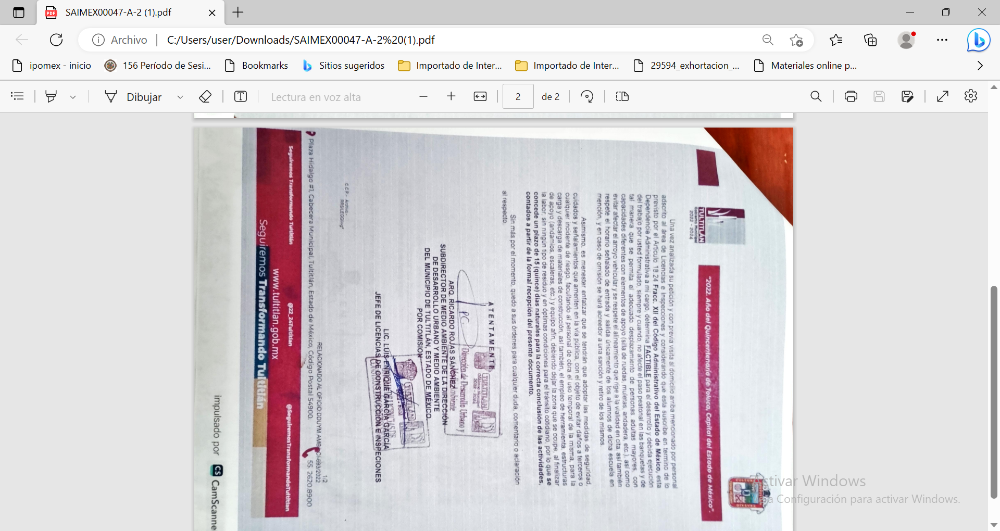 SAIMEX00047-A-2 (1).pdf
Archivo
C:/Users/user/Downloads/SAIMEX00047-A-2%20(1).pdf
ipomex - inicio
156 Período de Sesi...
Bookmarks
Sitios sugeridos
Importado de Inter...
Importado de Inter...
29594_exhortacion_...
Materiales online p...
Dibujar
Lectura en voz alta
2
de 2
TULTITLÁN
Gobierno Municipal
2022 - 2024
"2022. Año del Quincentenario de Toluca, Capital del Estado de México".
Una vez analizada su petición y con previa visita al domicilio arriba mencionado por personal
adscrito al área de Licencias e Inspecciones y considerando que esta suscribe en término de lo
previsto por el Artículo 18.24 Fracc. XII del Código Administrativo del Estado de México, esta
Dependencia Administrativa a mi cargo, determina FACTIBLE para el desarrollo y debida ejecución
del trabajo por usted formulado, siempre y cuando, no afecte el paso peatonal en las banquetas y de
tal manera que se permita el adecuado desplazamiento de personas adultas mayores, con
capacidades diferentes con elementos de apoyo (silla de ruedas, muletas, andadera, etc.), así como
evitar afectar el arroyo vehicular y se respete el alineamiento que rige a la vialidad en cita, así también
respete el horario señalado de entrada y salida únicamente de los alumnos de dicha escuela en
mención, y en caso de omisión se hará acreedor a una sanción y retiro de los mismos.
Asimismo, es menester enfatizar que se tendrán que adoptar las medidas de seguridad,
cuidados y señalamientos que ameriten en la vía pública, con el objeto de evitar daños a terceros o
cualquier incidente de riesgo, facultando al personal de obra el uso temporal de la misma, para la
carga y descarga de materiales de construcción, así también, el empleo de herramienta, estructuras
de apoyo (andamios, escaleras, etc.) y equipo afín, debiendo dejar la zona que se ocupe, al finalizar
la labor, sin ningún tipo de residuo y en óptimas condiciones para el tránsito cotidiano, por lo que se
concede un plazo de 15 (quince) días naturales para la correcta conclusión de las actividades,
contados a partir de la formal recepción del presente documento.
Sin más por el momento, quedo a sus órdenes para cualquier duda, comentario o aclaración
al respecto.
ATENTAMENTE
TULTITLÁN
2022 - 2024
Dirección de Desarrollo Urbano y
Medio Ambiente
ARQ. RICARDO ROJAS SÁNCHEZ
SUBDIRECTOR DE MEDIO AMBIENTE DE LA DIRECCIÓN
DE DESARROLLO URBANO Y MEDIO AMBIENTE
DEL MUNICIPIO DE TULTITLÁN, ESTADO DE MÉXICO.
POR COMISIÓN
TULTITLÁN
LIC. LUIS ENRIQUE GARCÍA GARCÍA
JEFE DE LICENCIAS DE CONSTRUCCIÓN E INSPECIONES
C.C.P.- Archivo.-
1/2
RELACIONADO AL OFICIO:DDUYM AMB
/693/2022
Plaza Hidalgo #1, Cabecera Municipal, Tultitlán, Estado de México, Código Postal 54900.
55. 2620.8900
Seguiremos Transformando Tultitlán
@22_24Tultitlan
@SeguiremosTransformandoTultitlan
www.tultitlan.gob.mx
Seguiremos Transformando Tultitlán
impulsado por
CS CamScanne
Activar Windows
Configuración para activar Windows.